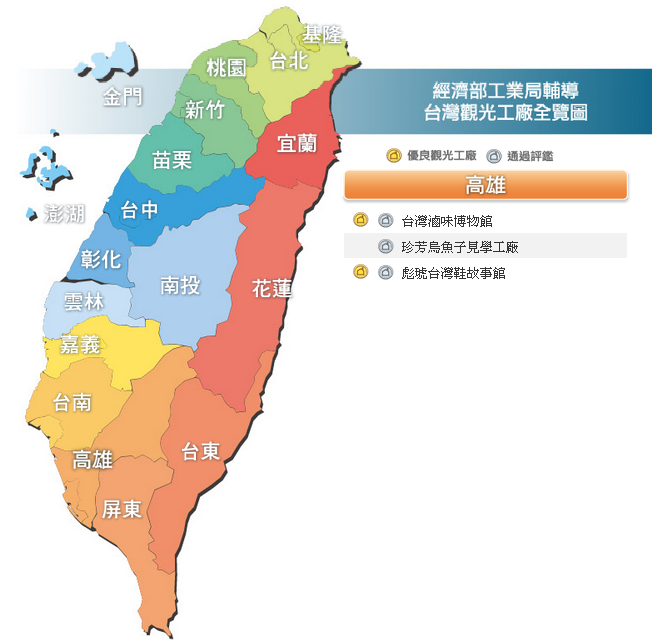 基隆
台北
桃園
新竹
金門
宜蘭
苗栗
台中
澎湖
彰化
南投
花蓮
雲林
嘉義
台南
高雄
台東
屏東
經濟部工業局輔導
台灣觀光工廠全覽圖
優良觀光工廠 通過評鑑
高雄
台灣滷味博物館
珍芳烏魚子見學工廠
彪琥台灣鞋故事館